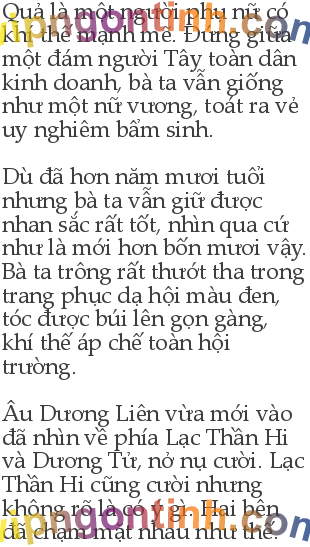 Quả là một người phụ nữ có
khí thế mạnh mẽ. Đứng giữa
một đám người Tây toàn dân
kinh doanh, bà ta vẫn giống
như một nữ vương, toát ra vẻ
uy nghiêm bẩm sinh.
Dù đã hơn năm mươi tuổi
nhưng bà ta vẫn giữ được
nhan sắc rất tốt, nhìn qua cứ
như là mới hơn bốn mươi vậy.
Bà ta trông rất thướt tha trong
trang phục dạ hội màu đen,
tóc được búi lên gọn gàng,
khí thế áp chế toàn hội
trường.
Âu Dương Liên vừa mới vào
đã nhìn về phía Lạc Thần Hi
và Dương Tử, nở nụ cười. Lạc
Thần Hi cũng cười nhưng
không rõ là có ý gì. Hai bên
đã chạm mặt nhau như thế.
vipngontinh.com
vipngontinh.com